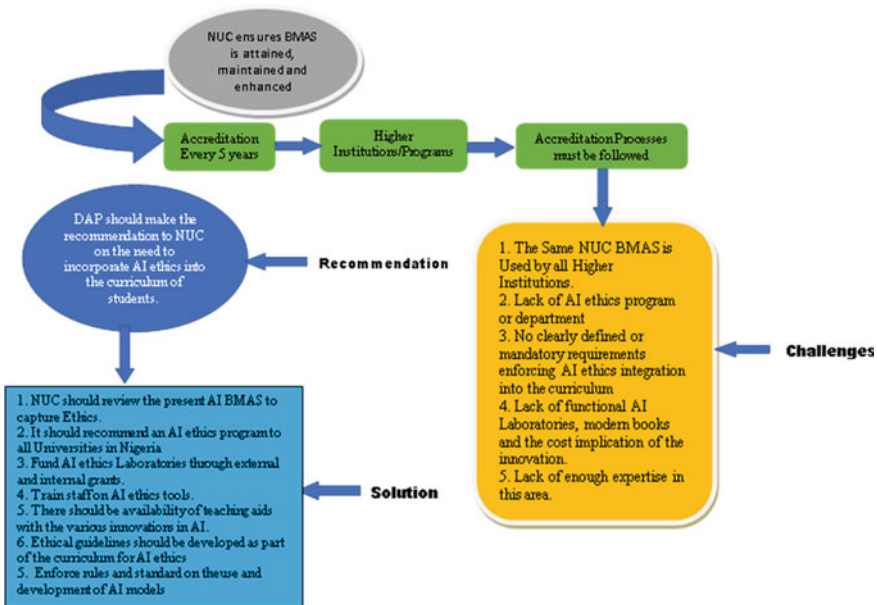 NUC ensures BMAS
is attained,
maintained and
enhanced
Accreditation
Every 5 years
Higher
Institutions/Programs
Accreditation Processes
must be followed
DAP should make the
recommendation to NUC
on the need to
incorporate AI ethics into
the curriculum of
students.
Recommendation
1. The Same NUC BMAS is
Used by all Higher
Institutions.
2. Lack of AI ethics program
or department
3. No clearly defined or
mandatory requirements
enforcing AI ethics integration
into the curriculum
4. Lack of functional AI
Laboratories, modern books
and the cost implication of the
innovation.
5. Lack of enough expertise in
this area.
Challenges
1. NUC should review the present AI BMAS to
capture Ethics.
2. It should recommend an AI ethics program to
all Universities in Nigeria
3. Fund AI ethics Laboratories through external
and internal grants.
4. Train staff on AI ethics tools.
5. There should be availability of teaching aids
with the various innovations in AI.
6. Ethical guidelines should be developed as part
of the curriculum for AI ethics
5. Enforce rules and standard on theuse and
development of AI models
Solution